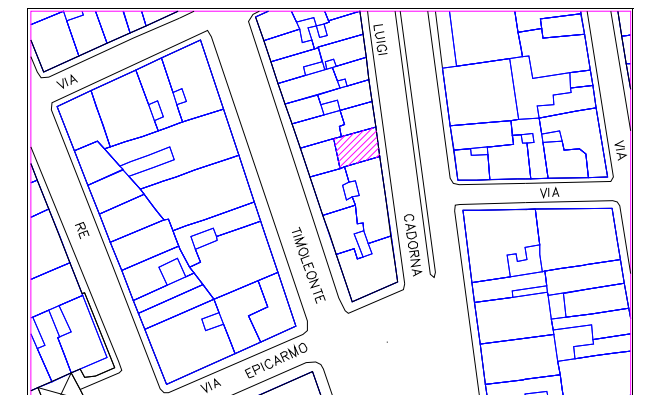 LUIGI
VIA
VIA
VIA
RE
CADORNA
TIMOLEONTE
VIA EPICARMO